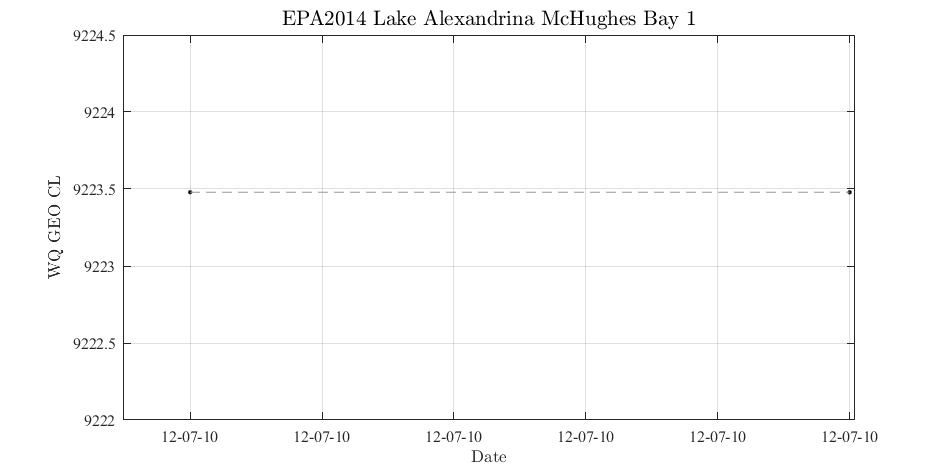 EPA2014 Lake Alexandrina McHughes Bay 1
9224.5
9224
9223.5
9223
9222.5
9222
WQ GEO CL
12-07-10 12-07-10 12-07-10 12-07-10 12-07-10 12-07-10
Date